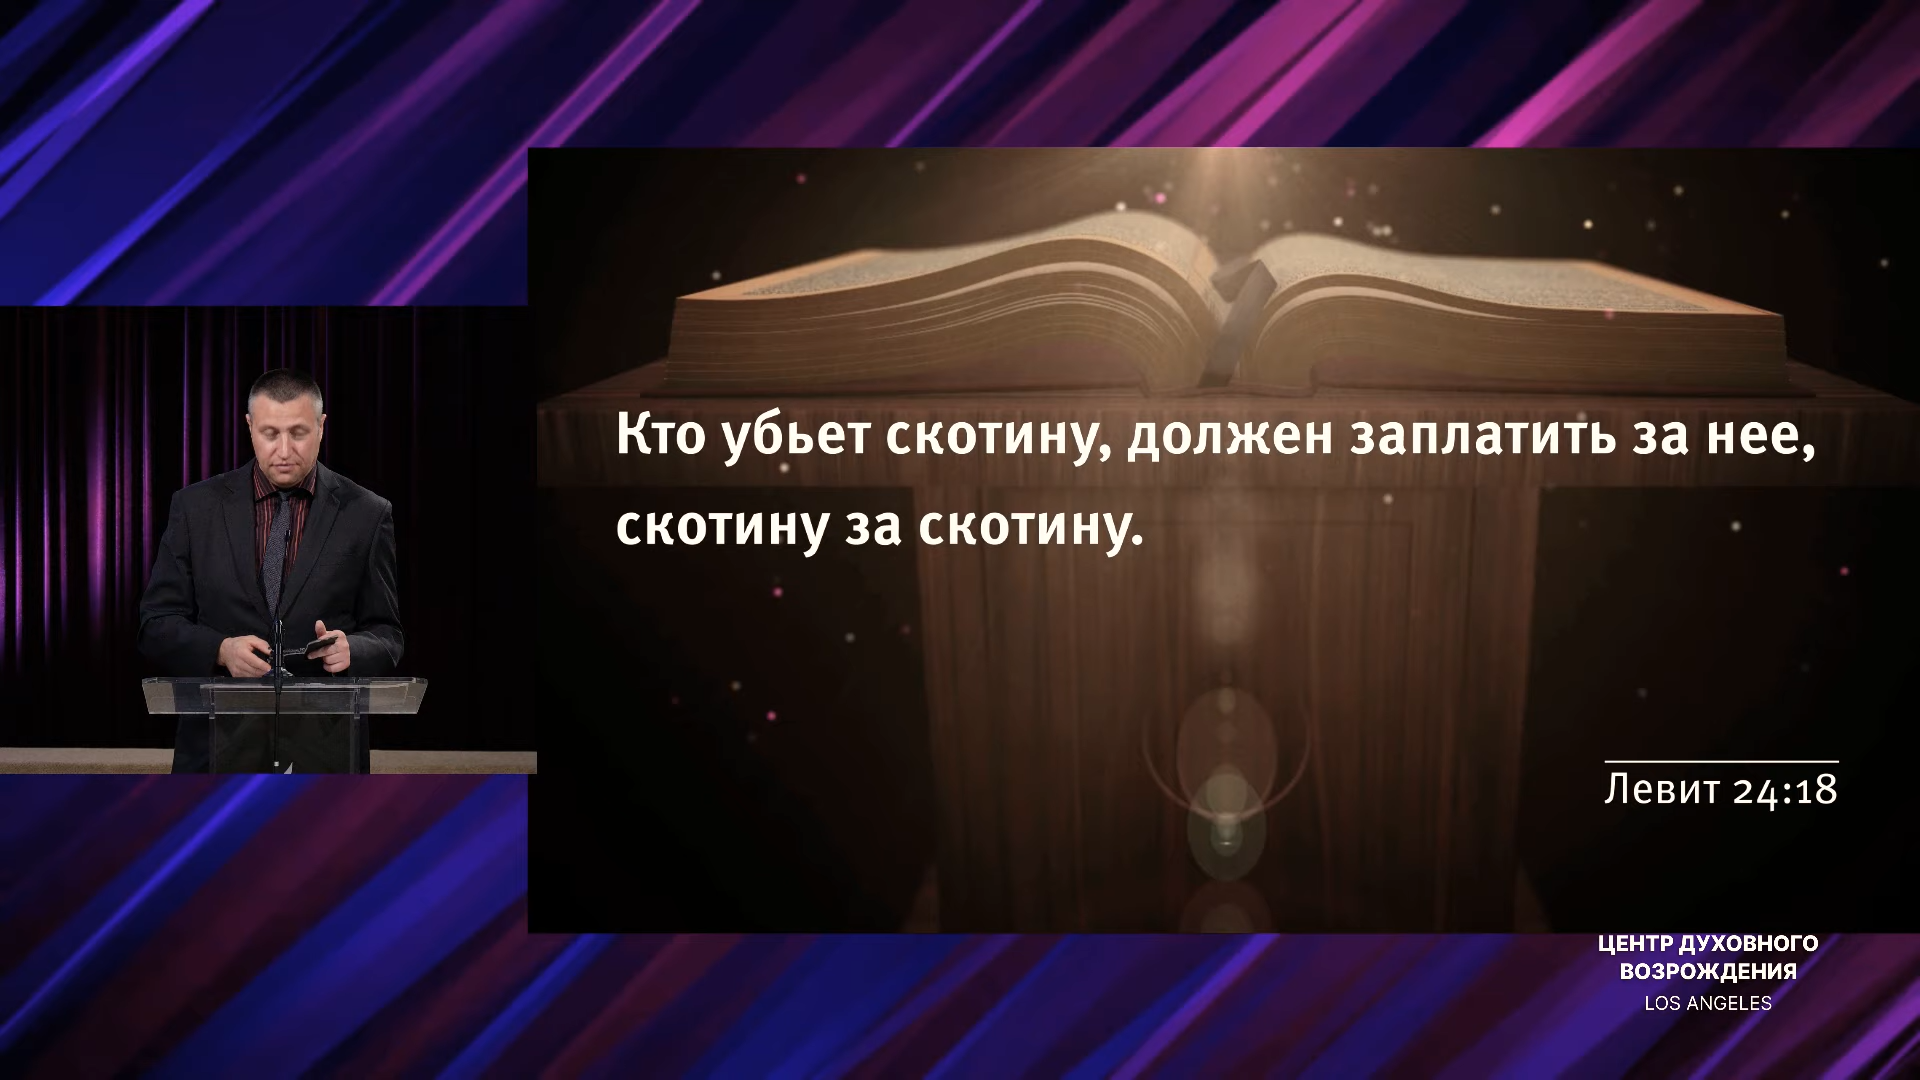 Кто убьет скотину, должен заплатить за нее,
скотину за скотину.
Левит 24:18
ЦЕНТР ДУХОВНОГО
ВОЗРОЖДЕНИЯ
LOS ANGELES